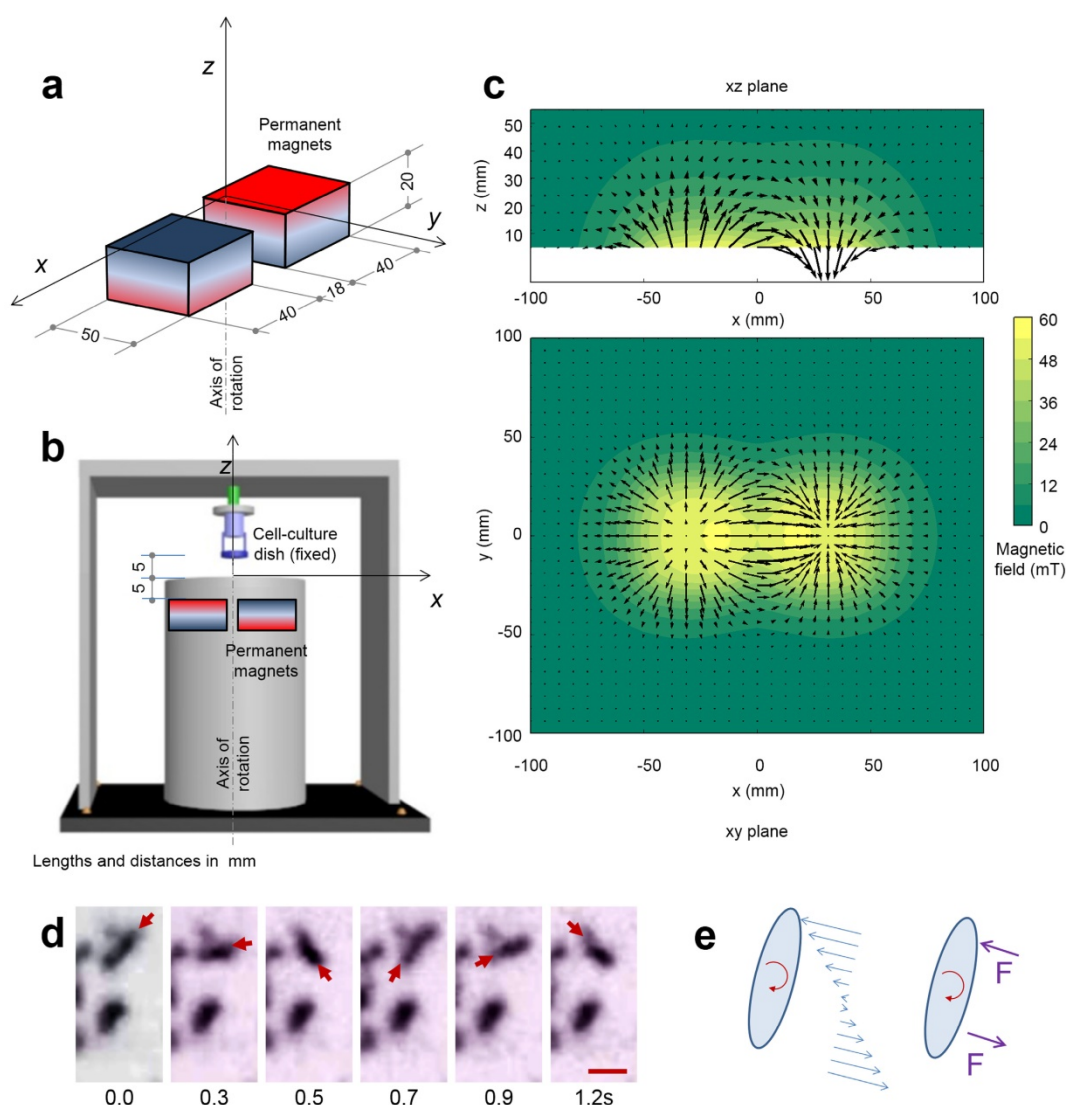 a
z
Permanent
magnets
20
y
x
40
18
40
50
Axis of
rotation
b
z
Cell-culture
dish (fixed)
5
5
x
Permanent
magnets
Axis of
rotation
Lengths and distances in mm
c
xz plane
z (mm)
50
40
30
20
10
-100
-50
0
50
100
x (mm)
100
50
0
-50
-100
y (mm)
-100
-50
0
50
100
x (mm)
xy plane
60
48
36
24
12
0
Magnetic
field (mT)
d
0.0
0.3
0.5
0.7
0.9
1.2s
e
F
F